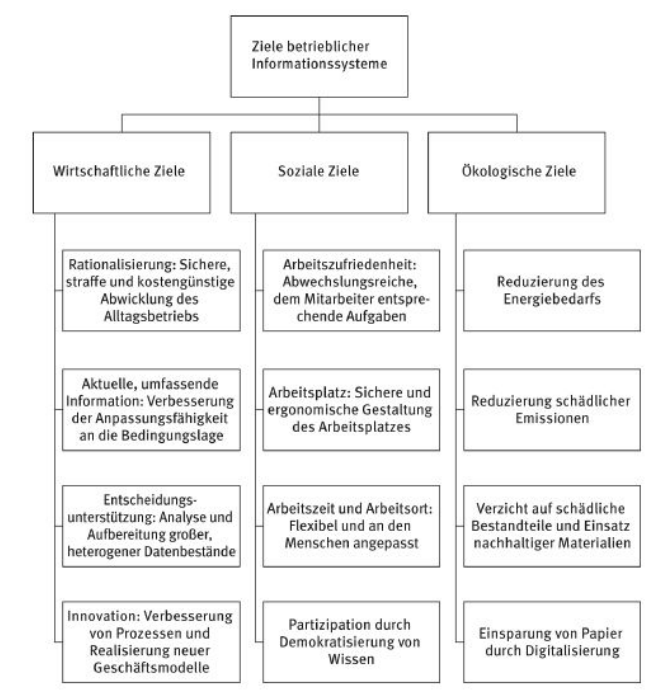 Ziele betrieblicher
Informationssysteme
Wirtschaftliche Ziele
Soziale Ziele
Ökologische Ziele
Rationalisierung: Sichere,
straffe und kostengünstige
Abwicklung des
Alltagsbetriebs
Arbeitszufriedenheit:
Abwechslungsreiche,
dem Mitarbeiter entspre-
chende Aufgaben
Reduzierung des
Energiebedarfs
Aktuelle, umfassende
Information: Verbesserung
der Anpassungsfähigkeit
an die Bedingungslage
Arbeitsplatz: Sichere und
ergonomische Gestaltung
des Arbeitsplatzes
Reduzierung schädlicher
Emissionen
Entscheidungs-
unterstützung: Analyse und
Aufbereitung großer,
heterogener Datenbestände
Arbeitszeit und Arbeitsort:
Flexibel und an den
Menschen angepasst
Verzicht auf schädliche
Bestandteile und Einsatz
nachhaltiger Materialien
Innovation: Verbesserung
von Prozessen und
Realisierung neuer
Geschäftsmodelle
Partizipation durch
Demokratisierung von
Wissen
Einsparung von Papier
durch Digitalisierung